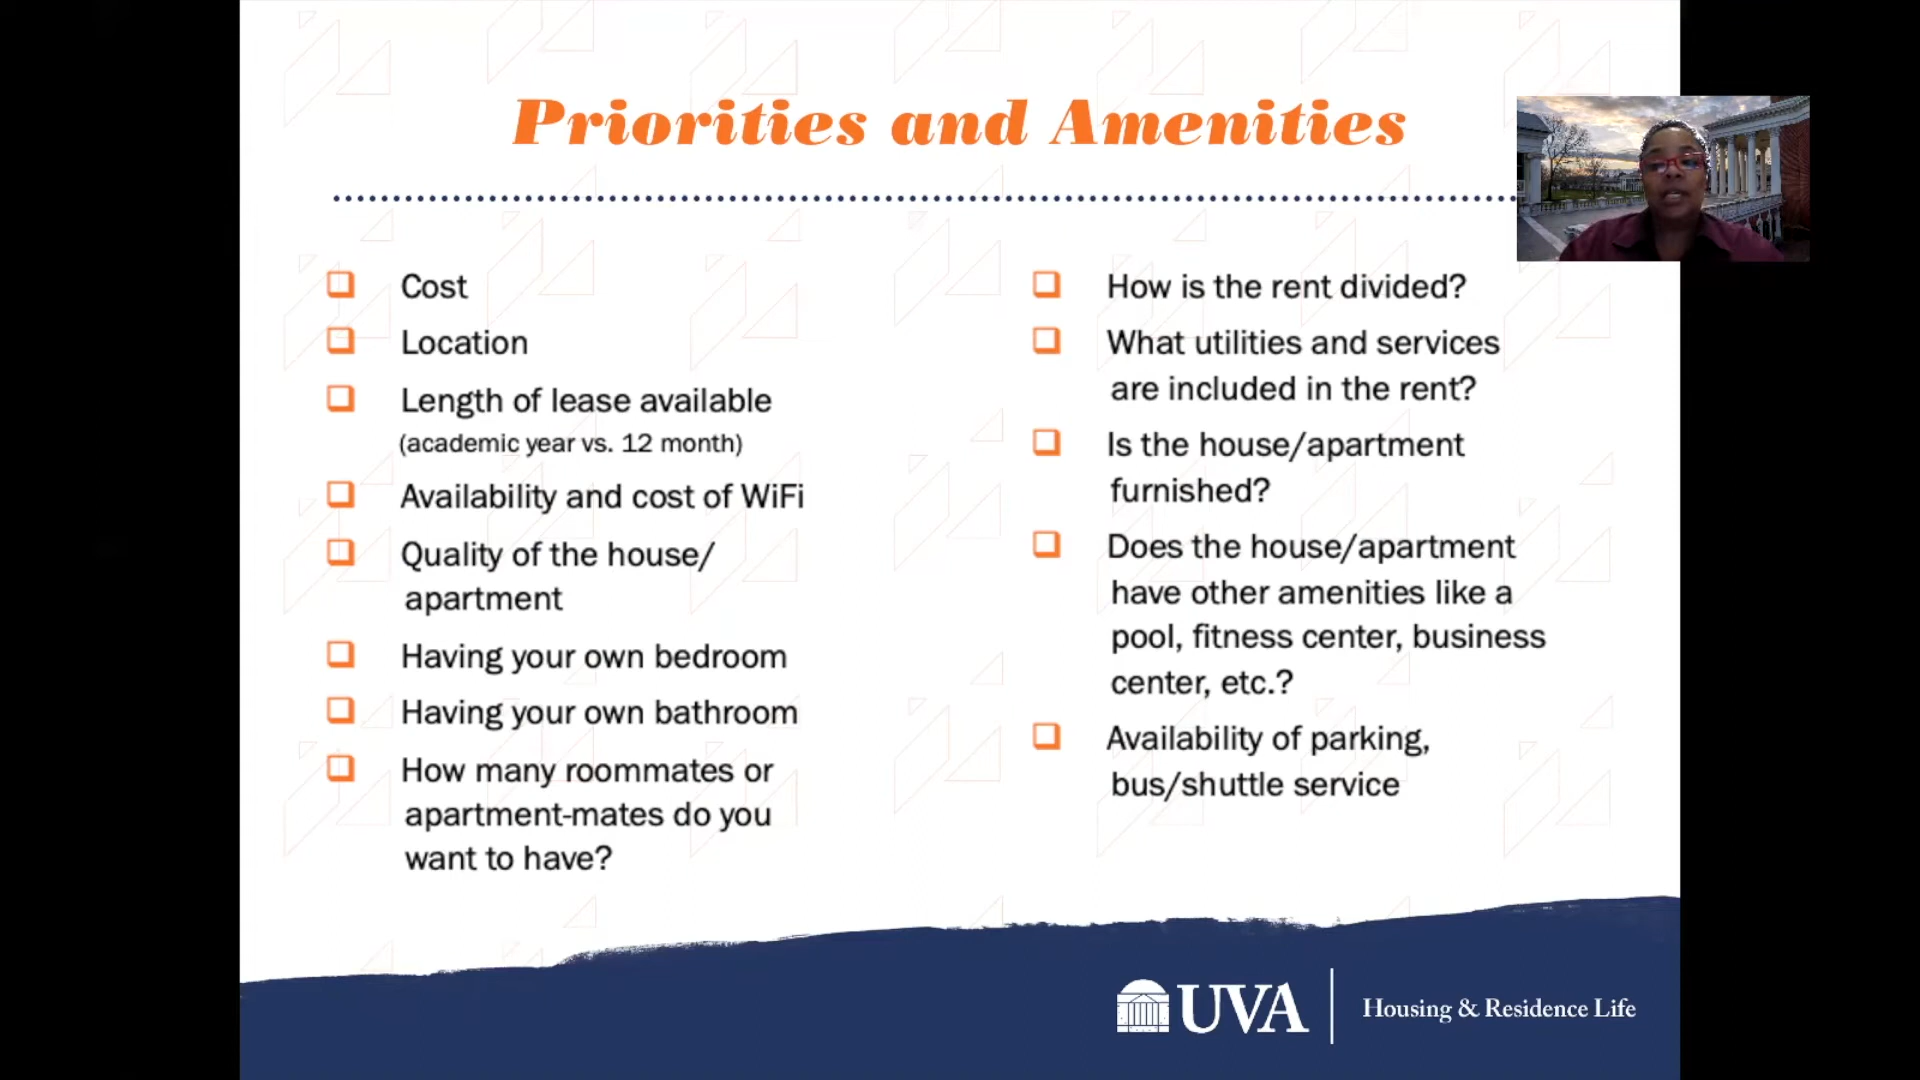 Priorities and Amenities
Cost
Location
Length of lease available
(academic year vs. 12 month)
Availability and cost of WiFi
Quality of the house/
apartment
Having your own bedroom
Having your own bathroom
How many roommates or
apartment-mates do you
want to have?
How is the rent divided?
What utilities and services
are included in the rent?
Is the house/apartment
furnished?
Does the house/apartment
have other amenities like a
pool, fitness center, business
center, etc.?
Availability of parking,
bus/shuttle service
UVA
Housing & Residence Life